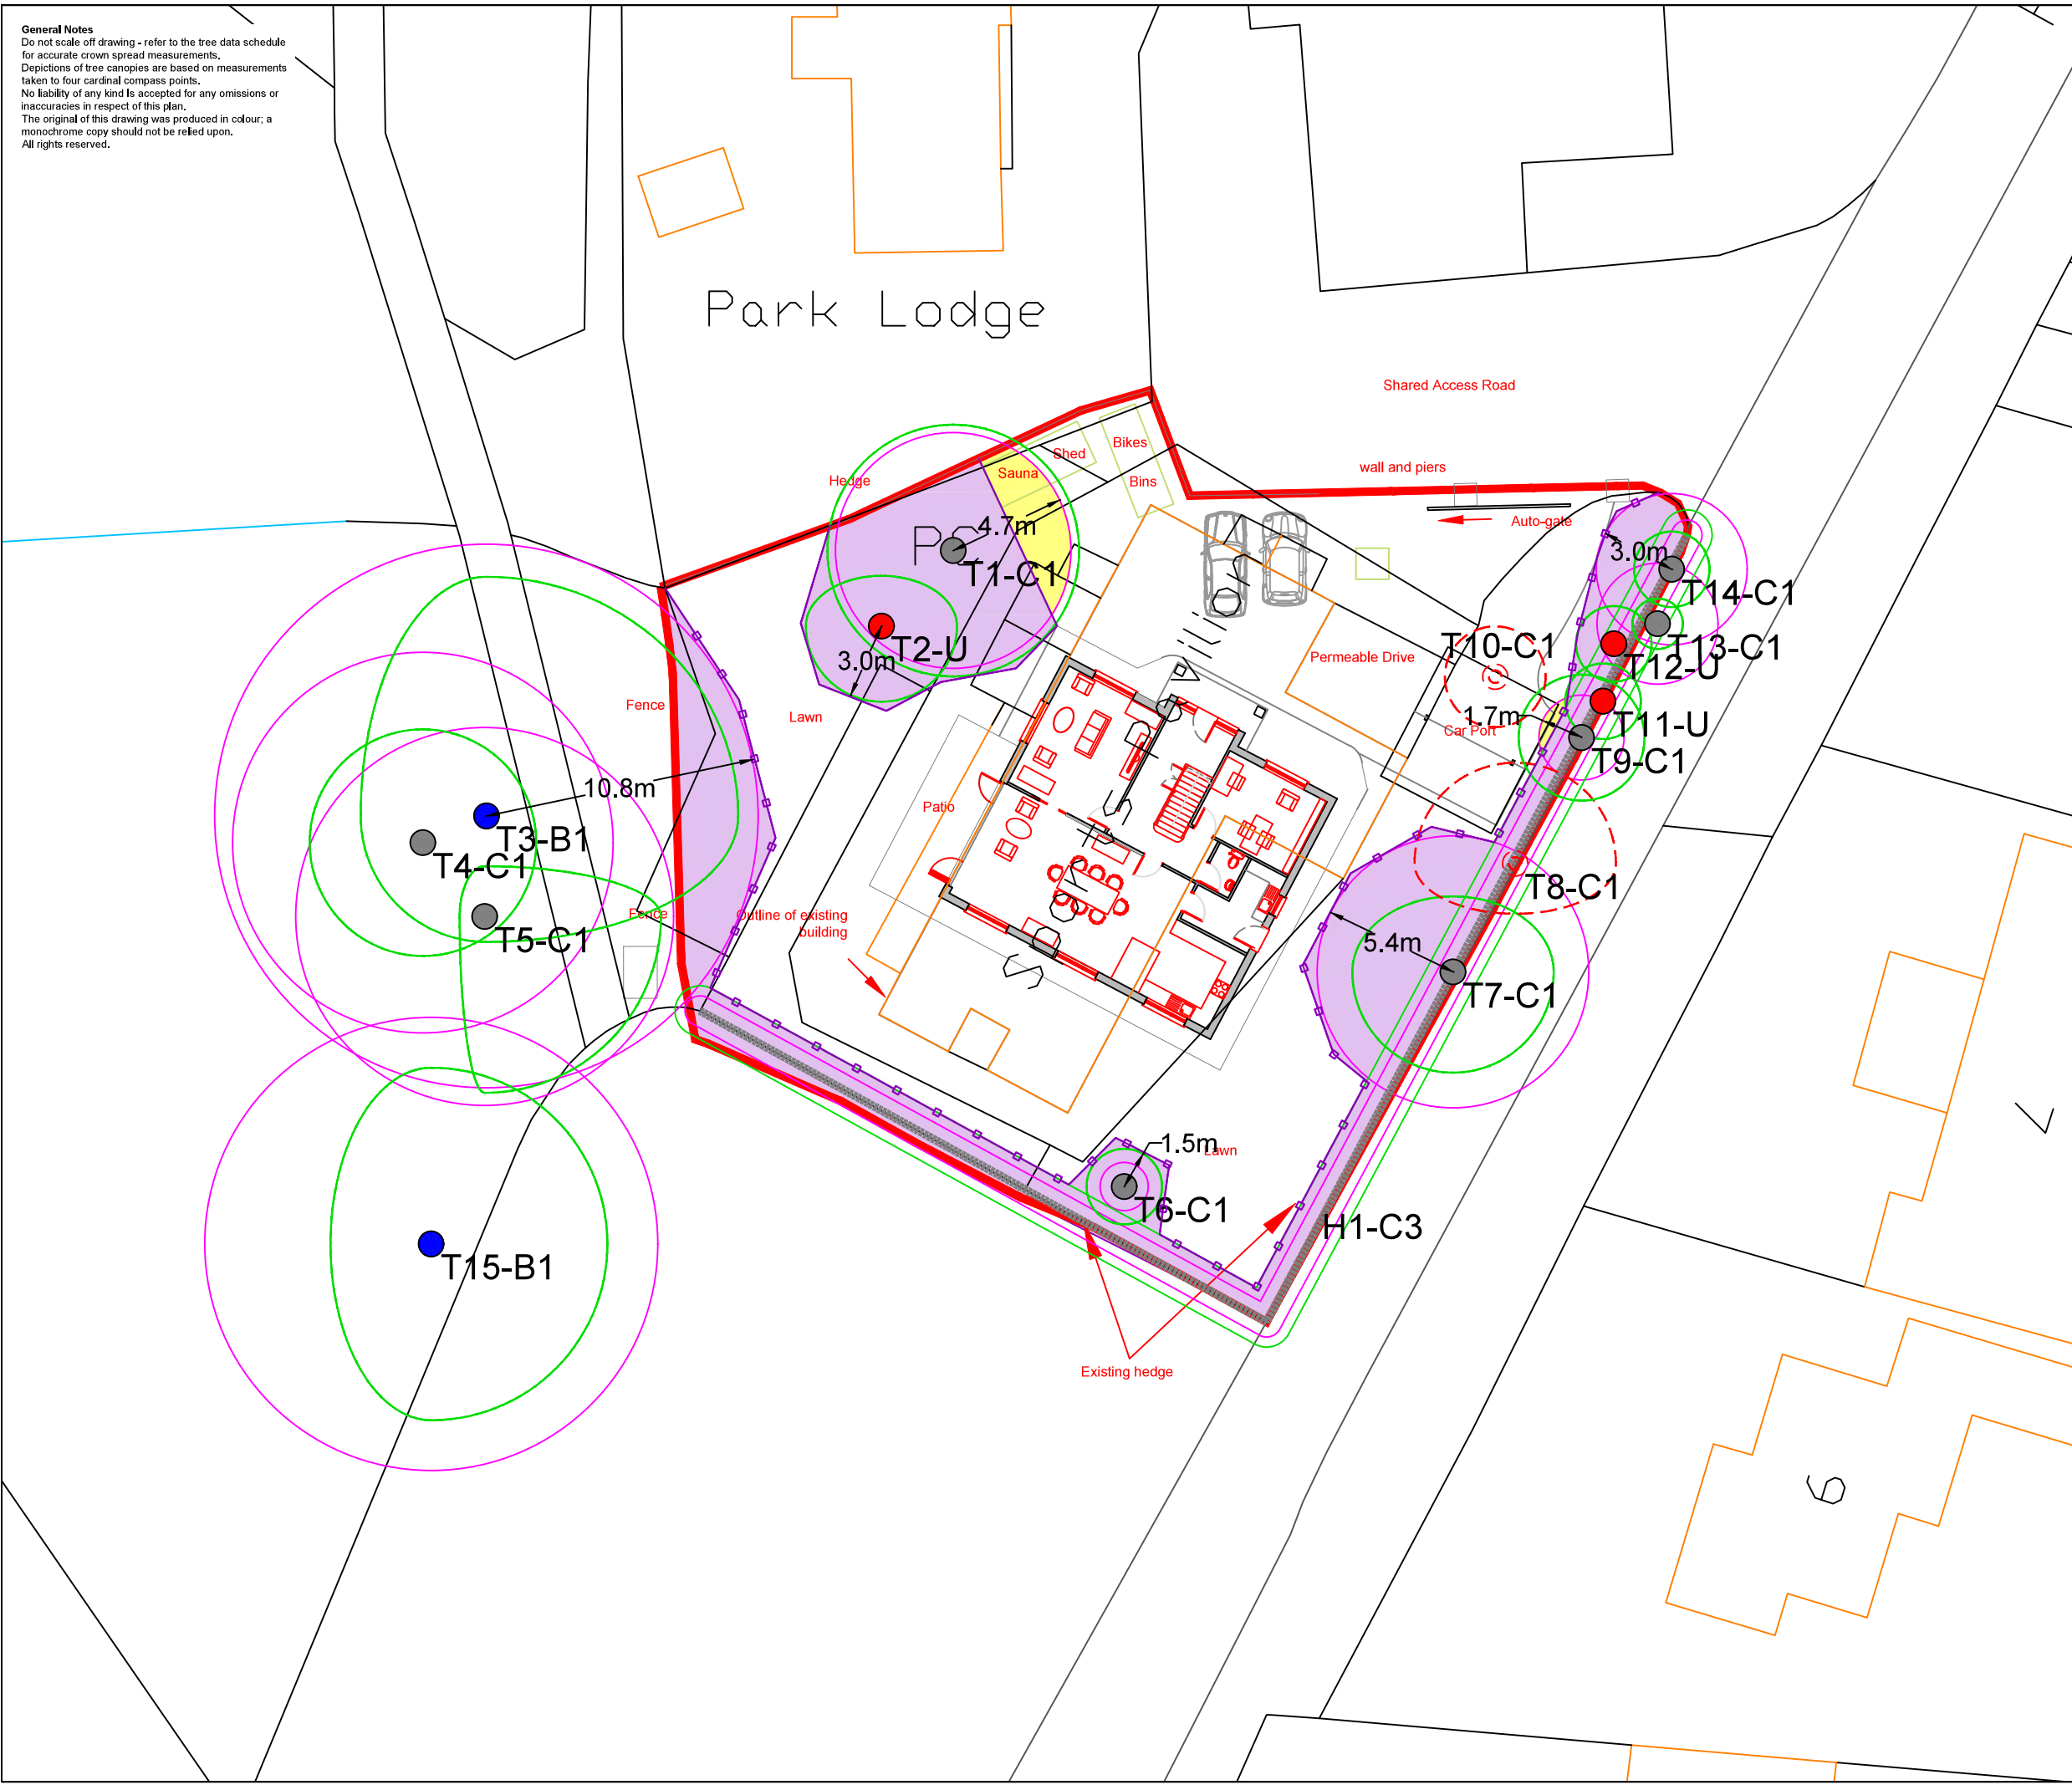 General Notes
Do not scale off drawing - refer to the tree data schedule
for accurate crown spread measurements.
Depictions of tree canopies are based on measurements
taken to four cardinal compass points.
No liability of any kind is accepted for any omissions or
inaccuracies in respect of this plan.
The original of this drawing was produced in colour; a
monochrome copy should not be relied upon.
All rights reserved.
Park Lodge
Shared Access Road
Bikes
Shed
wall and piers
Sauna
Hedge
Bins
Auto-gate
4.7m
3.0m
T1-C1
T14-C1
T10-C1
T13-C1
T2-U
3.0m
Permeable Drive
T12-U
Fence
Lawn
1.7m
T11-U
Car Port
T9-C1
10.8m
Patio
T3-B1
T4-C1
T8-C1
Fence
Outline of existing
building
T5-C1
5.4m
T7-C1
1.5m
Lawn
T6-C1
H1-C3
T15-B1
Existing hedge
7
6